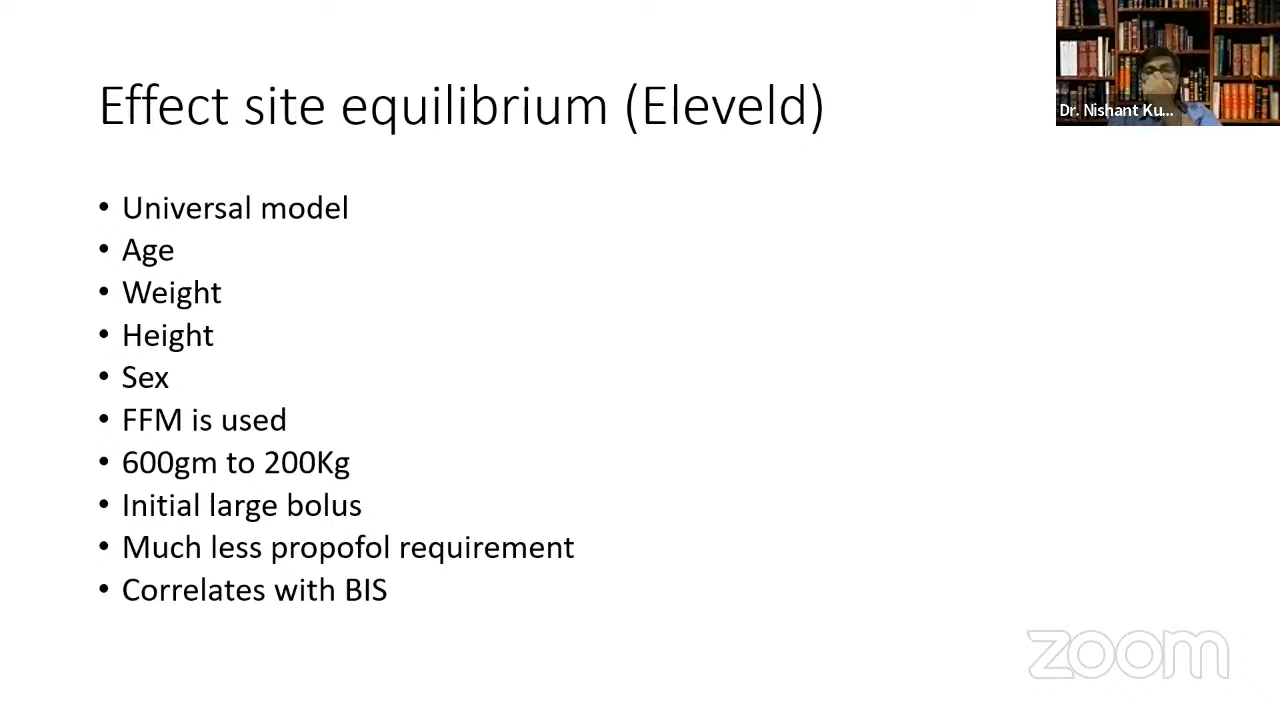 Effect site equilibrium (Eleveld)
• Universal model
• Age
• Weight
• Height
• Sex
• FFM is used
• 600gm to 200Kg
• Initial large bolus
• Much less propofol requirement
• Correlates with BIS
Dr. Nishant Ku...
zoom